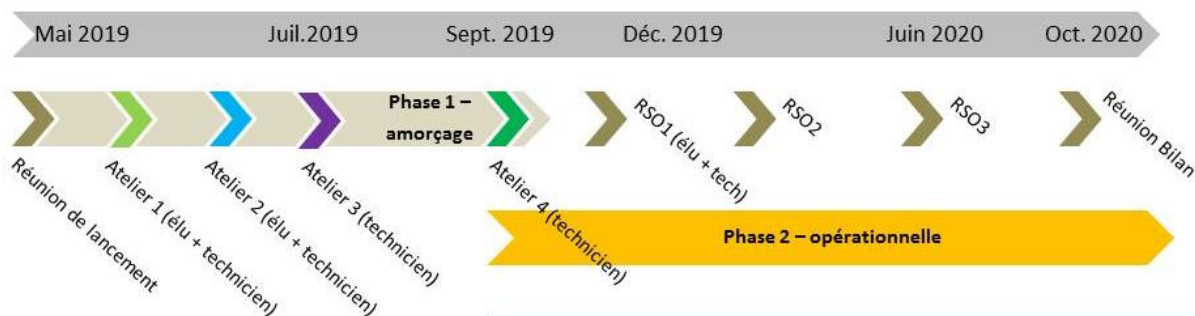 Mai 2019
Juil.2019
Sept. 2019
Déc. 2019
Juin 2020
Oct. 2020
Phase 1 –
amorçage
Réunion de lancement
Atelier 1 (élu + technicien)
Atelier 2 (élu + technicien)
Atelier 3 (technicien)
Atelier 4 (technicien)
RSO1 (élu + tech)
RSO2
RSO3
Réunion Bilan
Phase 2 – opérationnelle